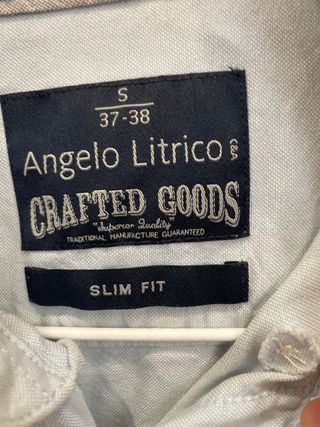 S
37-38
Angelo Litrico C&A
CRAFTED GOODS
"Superior Quality"
TRADITIONAL MANUFACTURE GUARANTEED
SLIM FIT